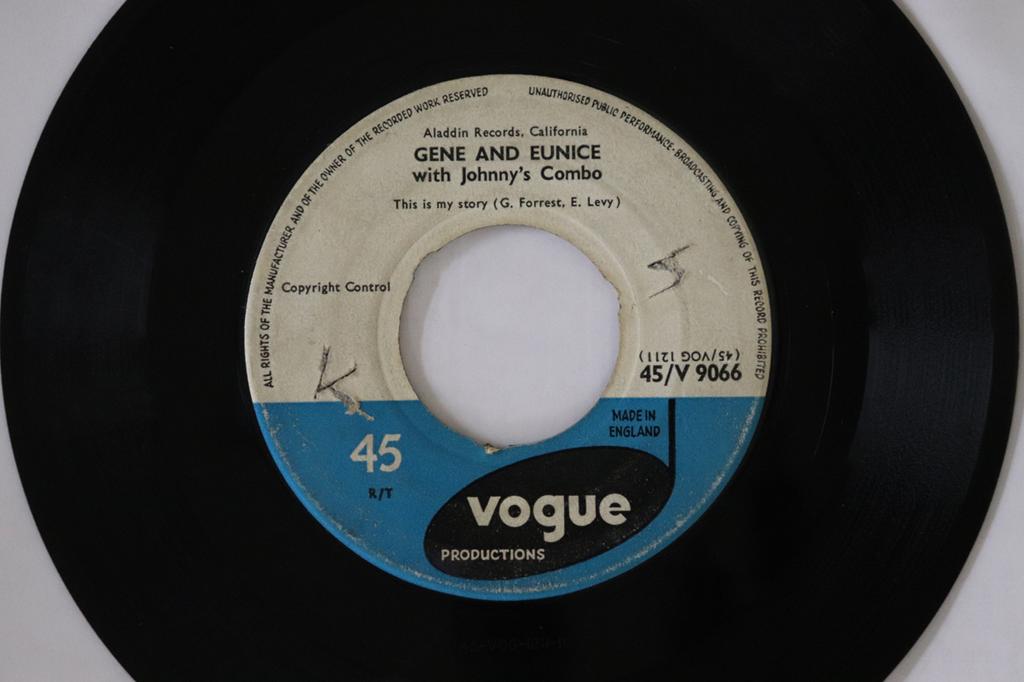 ALL RIGHTS OF THE MANUFACTURER AND OF THE OWNER OF THE RECORDED WORK RESERVED
UNAUTHORISED PUBLIC PERFORMANCE · BROADCASTING AND COPYING OF THIS RECORD PROHIBITED
Aladdin Records, California
GENE AND EUNICE
with Johnny's Combo
This is my story (G. Forrest, E. Levy)
Copyright Control
K
(45/VOG 1211)
45/V 9066
MADE IN
ENGLAND
45
R/T
vogue
PRODUCTIONS